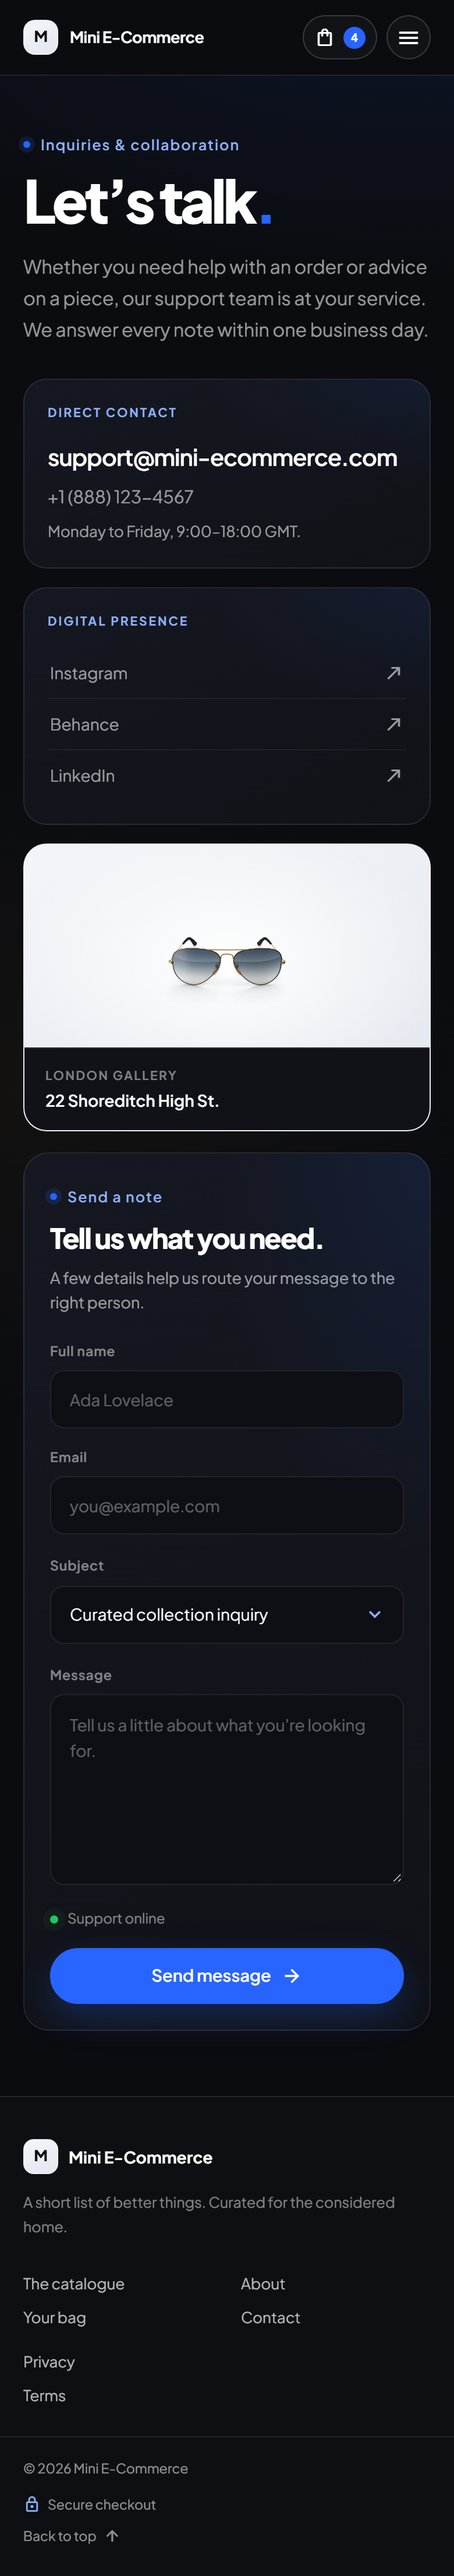 M Mini E-Commerce 4
Inquiries & collaboration
Let’s talk.
Whether you need help with an order or advice
on a piece, our support team is at your service.
We answer every note within one business day.
DIRECT CONTACT
support@mini-ecommerce.com
+1 (888) 123-4567
Monday to Friday, 9:00–18:00 GMT.
DIGITAL PRESENCE
Instagram
Behance
LinkedIn
LONDON GALLERY
22 Shoreditch High St.
Send a note
Tell us what you need.
A few details help us route your message to the
right person.
Full name
Ada Lovelace
Email
you@example.com
Subject
Curated collection inquiry
Message
Tell us a little about what you're looking
for.
Support online
Send message
M Mini E-Commerce
A short list of better things. Curated for the considered
home.
The catalogue About
Your bag Contact
Privacy
Terms
© 2026 Mini E-Commerce
Secure checkout
Back to top